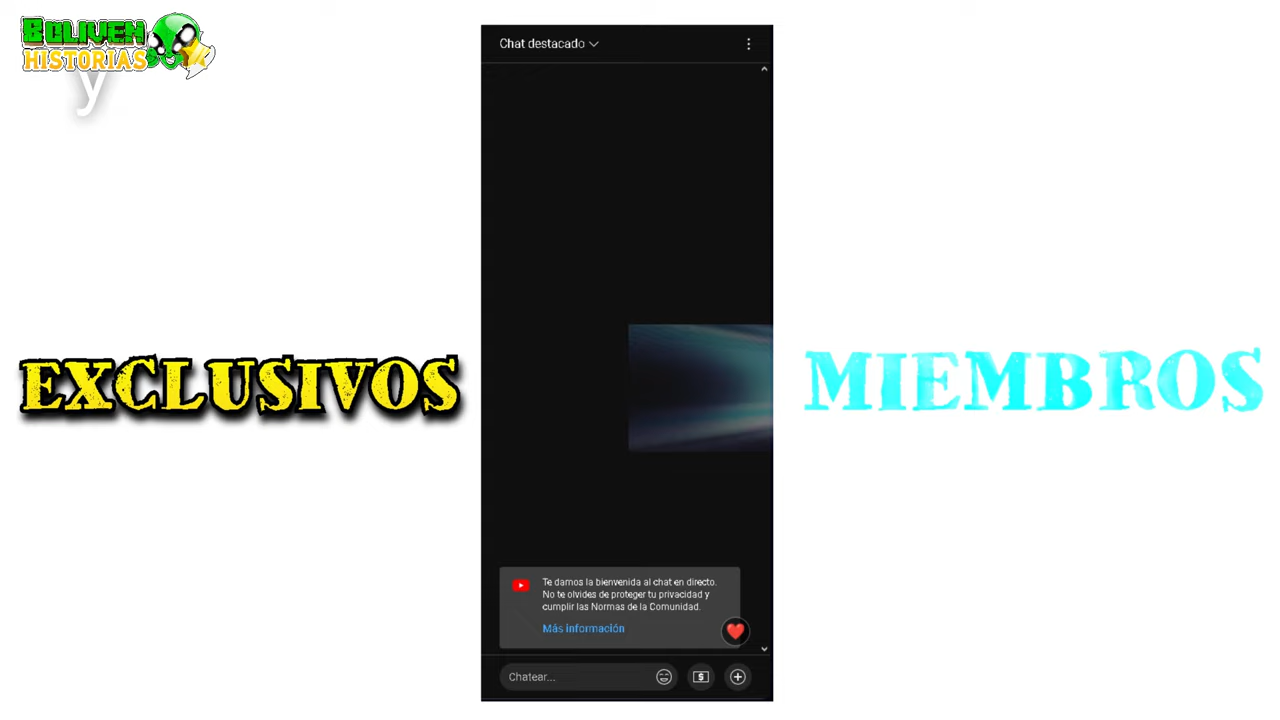 BOLIVEN
HISTORIAS
y
EXCLUSIVOS
Chat destacado
Te damos la bienvenida al chat en directo.
No te olvides de proteger tu privacidad y
cumplir las Normas de la Comunidad.
Más información
Chatear...
MIEMBROS